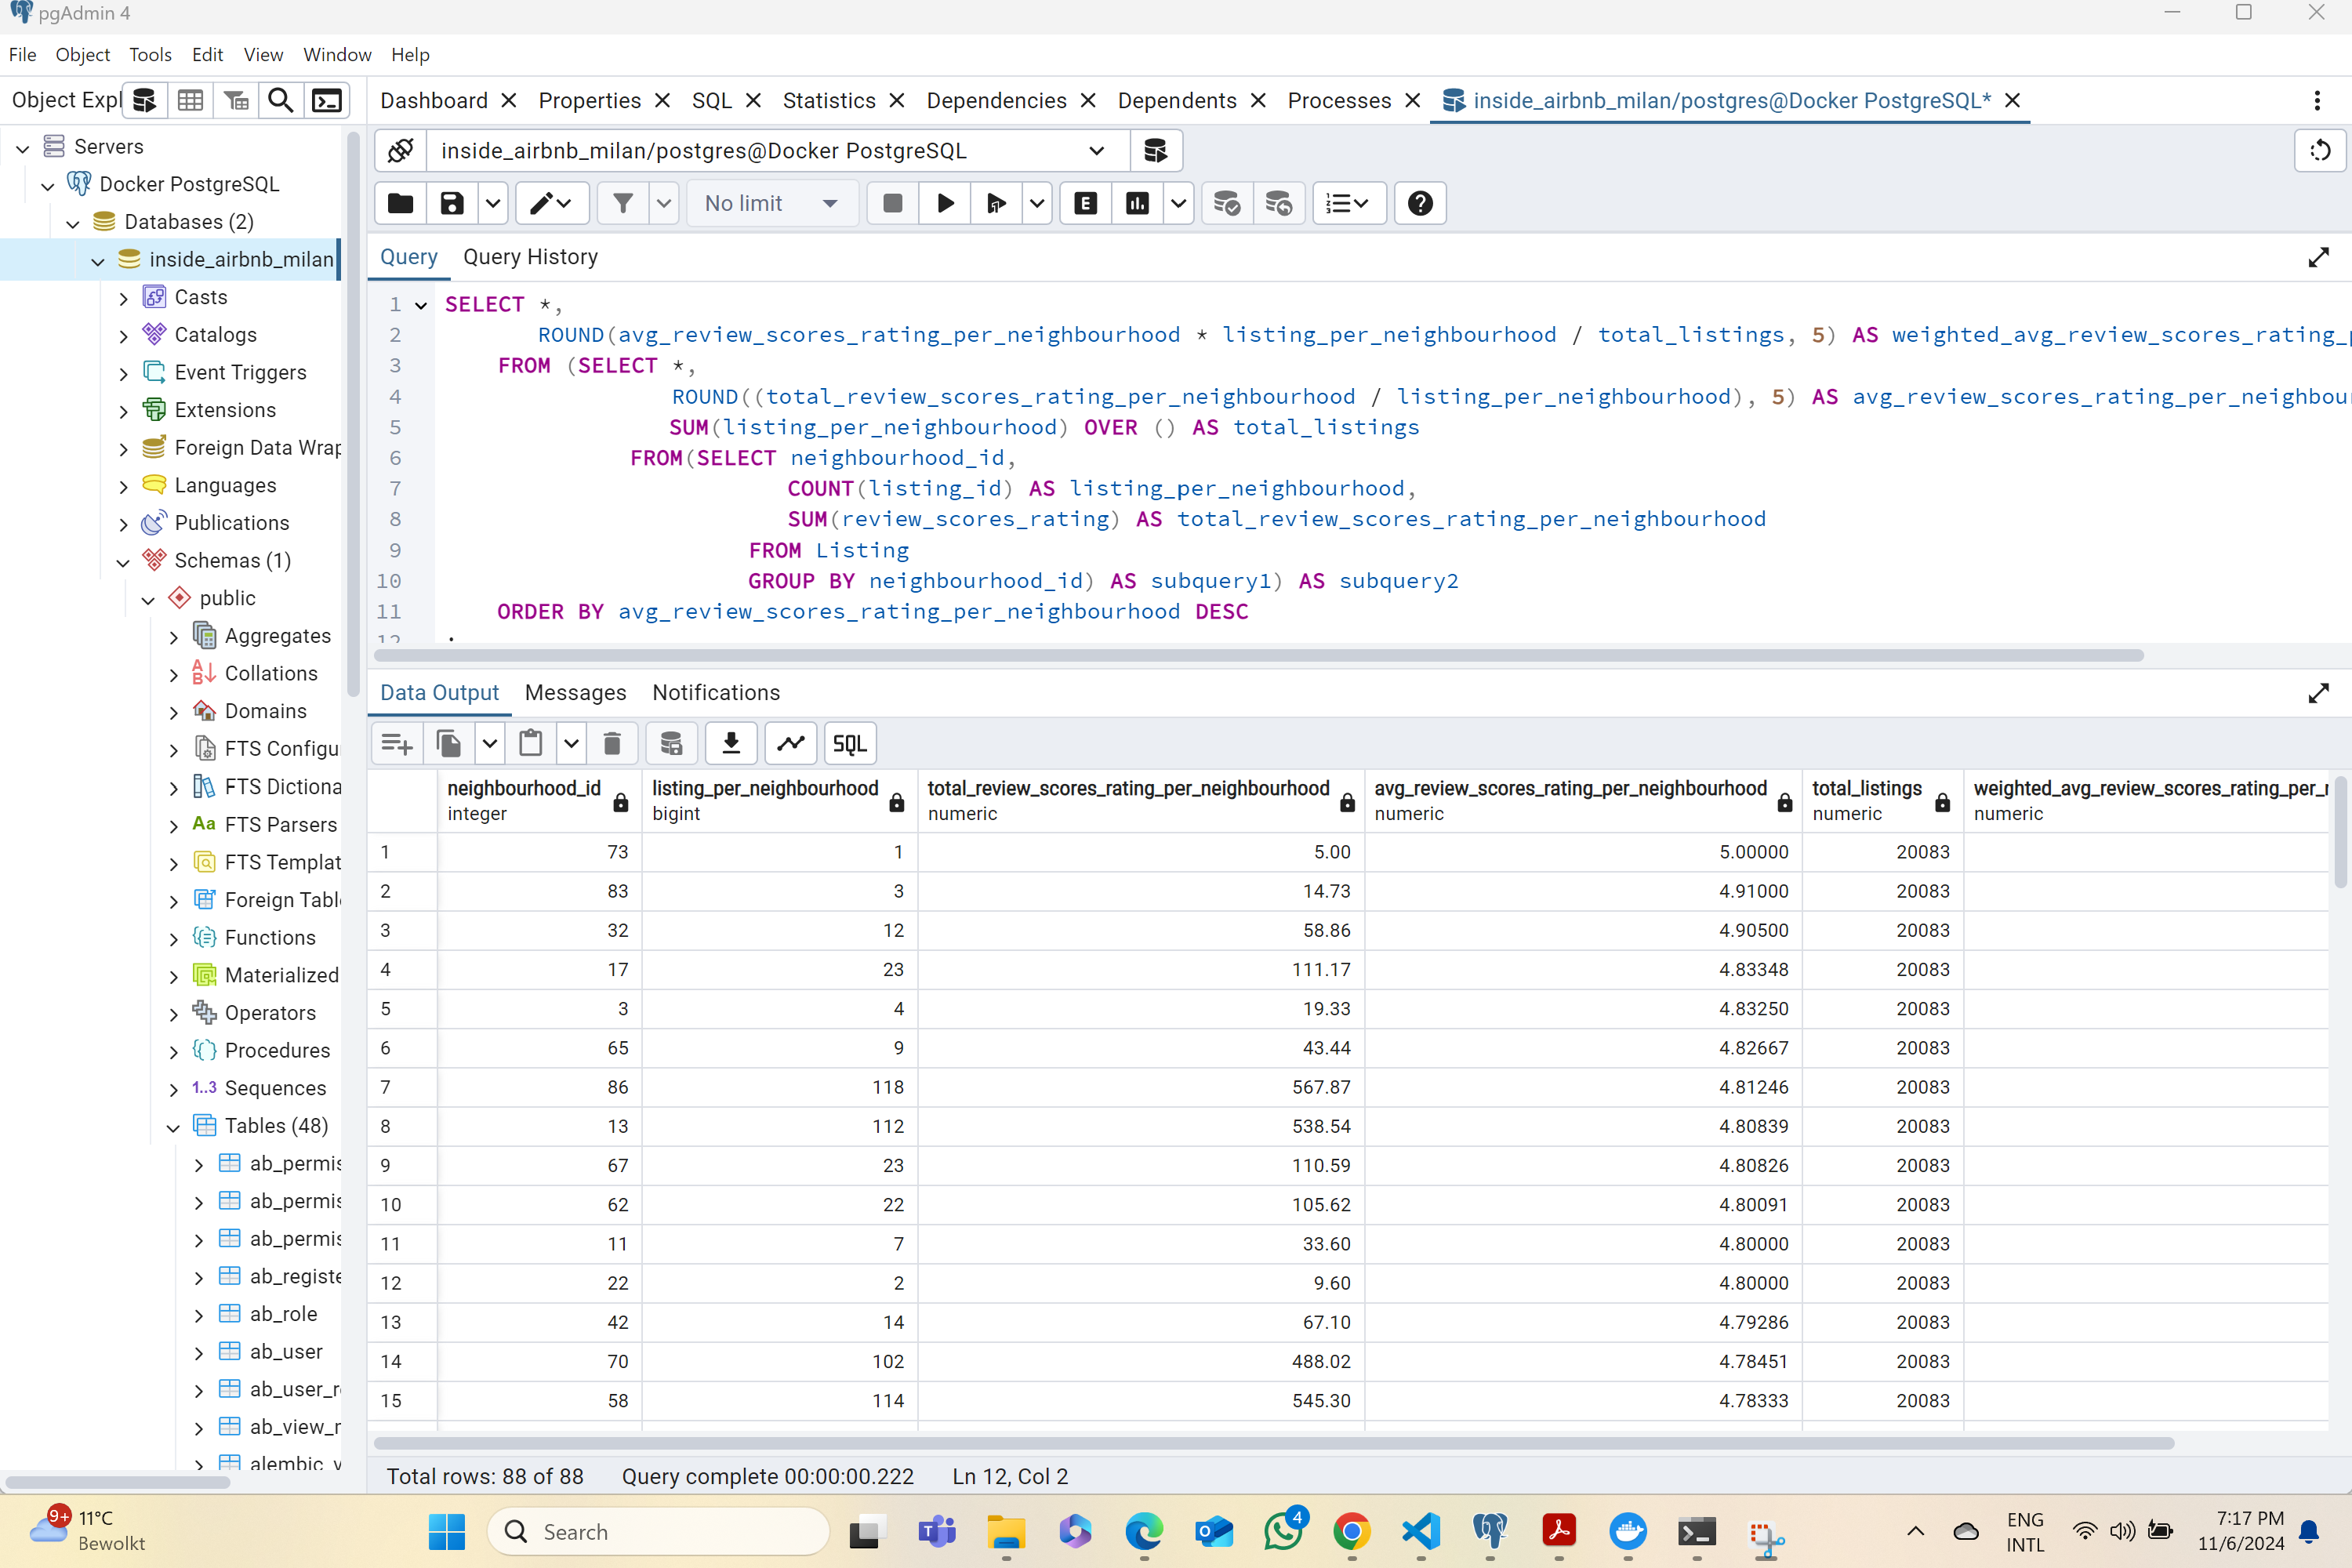 pgAdmin 4
File Object Tools Edit View Window Help
Object Expl
Dashboard Properties SQL Statistics Dependencies Dependents Processes inside_airbnb_milan/postgres@Docker PostgreSQL*
Servers
Docker PostgreSQL
Databases (2)
inside_airbnb_milan
Casts
Catalogs
Event Triggers
Extensions
Foreign Data Wrap
Languages
Publications
Schemas (1)
public
Aggregates
Collations
Domains
FTS Configu
FTS Dictiona
Aa FTS Parsers
FTS Templat
Foreign Tabl
Functions
Materialized
Operators
Procedures
1..3 Sequences
Tables (48)
ab_permis
ab_permis
ab_permis
ab_registe
ab_role
ab_user
ab_user_r
ab_view_r
alembic_v
inside_airbnb_milan/postgres@Docker PostgreSQL
No limit
E
Query Query History
1 SELECT *,
2 ROUND(avg_review_scores_rating_per_neighbourhood * listing_per_neighbourhood / total_listings, 5) AS weighted_avg_review_scores_rating_p
3 FROM (SELECT *,
4 ROUND((total_review_scores_rating_per_neighbourhood / listing_per_neighbourhood), 5) AS avg_review_scores_rating_per_neighbou
5 SUM(listing_per_neighbourhood) OVER () AS total_listings
6 FROM(SELECT neighbourhood_id,
7 COUNT(listing_id) AS listing_per_neighbourhood,
8 SUM(review_scores_rating) AS total_review_scores_rating_per_neighbourhood
9 FROM Listing
10 GROUP BY neighbourhood_id) AS subquery1) AS subquery2
11 ORDER BY avg_review_scores_rating_per_neighbourhood DESC
12 ;
Data Output Messages Notifications
SQL
neighbourhood_id listing_per_neighbourhood total_review_scores_rating_per_neighbourhood avg_review_scores_rating_per_neighbourhood total_listings weighted_avg_review_scores_rating_per_n
integer bigint numeric numeric numeric numeric
1 73 1 5.00 5.00000 20083
2 83 3 14.73 4.91000 20083
3 32 12 58.86 4.90500 20083
4 17 23 111.17 4.83348 20083
5 3 4 19.33 4.83250 20083
6 65 9 43.44 4.82667 20083
7 86 118 567.87 4.81246 20083
8 13 112 538.54 4.80839 20083
9 67 23 110.59 4.80826 20083
10 62 22 105.62 4.80091 20083
11 11 7 33.60 4.80000 20083
12 22 2 9.60 4.80000 20083
13 42 14 67.10 4.79286 20083
14 70 102 488.02 4.78451 20083
15 58 114 545.30 4.78333 20083
Total rows: 88 of 88 Query complete 00:00:00.222 Ln 12, Col 2
9+ 11°C
Bewolkt
Search
4
ENG
INTL
7:17 PM
11/6/2024